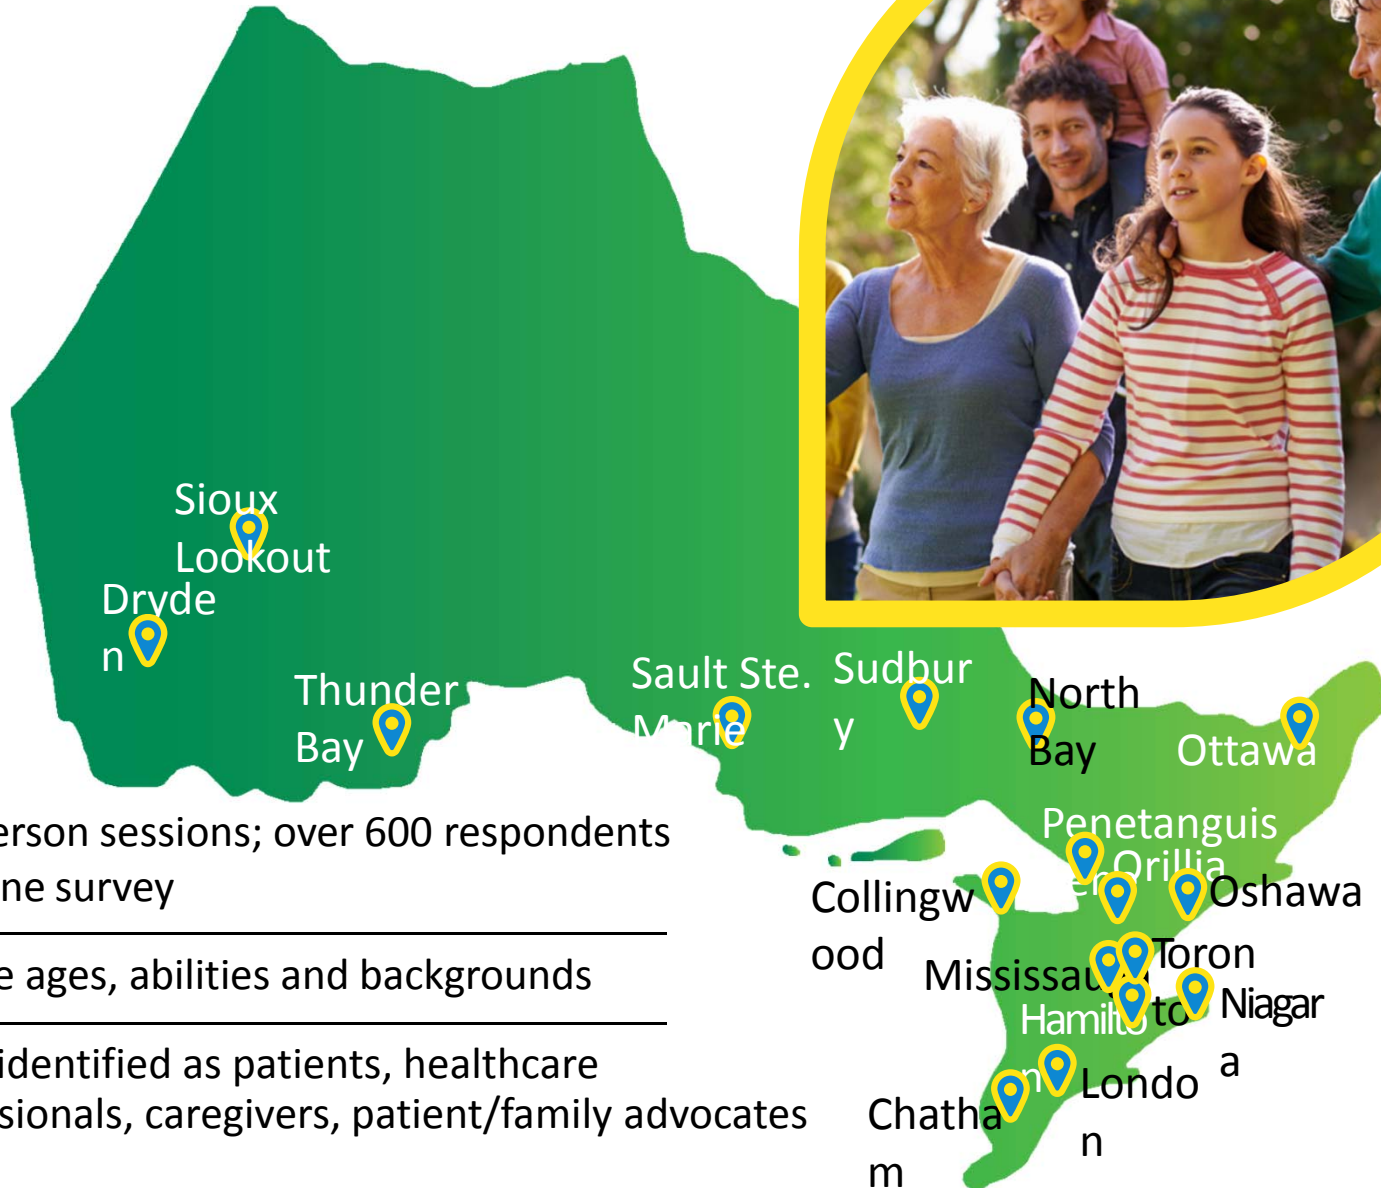 Sioux
Lookout
Dryde
n
Thunder
Bay
Sault Ste.
Marie
Sudbur
y
North
Bay
Ottawa
erson sessions; over 600 respondents
ne survey
e ages, abilities and backgrounds
identified as patients, healthcare
sionals, caregivers, patient/family advocates
Penetanguis
Orillia
Collingw
ood
Oshawa
Toron
to
Niagar
a
Hamilto
n
Londo
n
Chatha
m